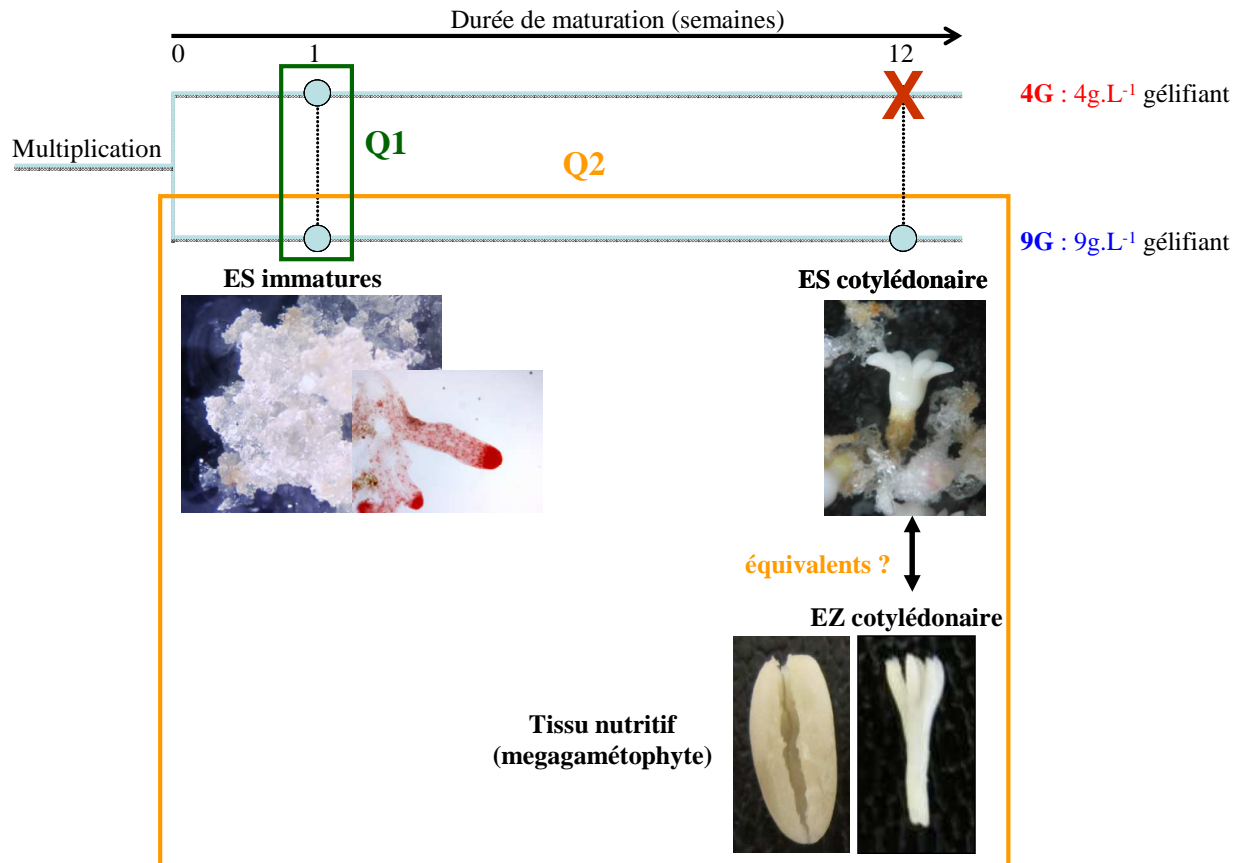 Durée de maturation (semaines)
0 1 12
4G : 4g.L-1 gélifiant
Multiplication
Q1
Q2
9G : 9g.L-1 gélifiant
ES immatures
ES cotylédonaire
équivalents ?
EZ cotylédonaire
Tissu nutritif
(megagamétophyte)